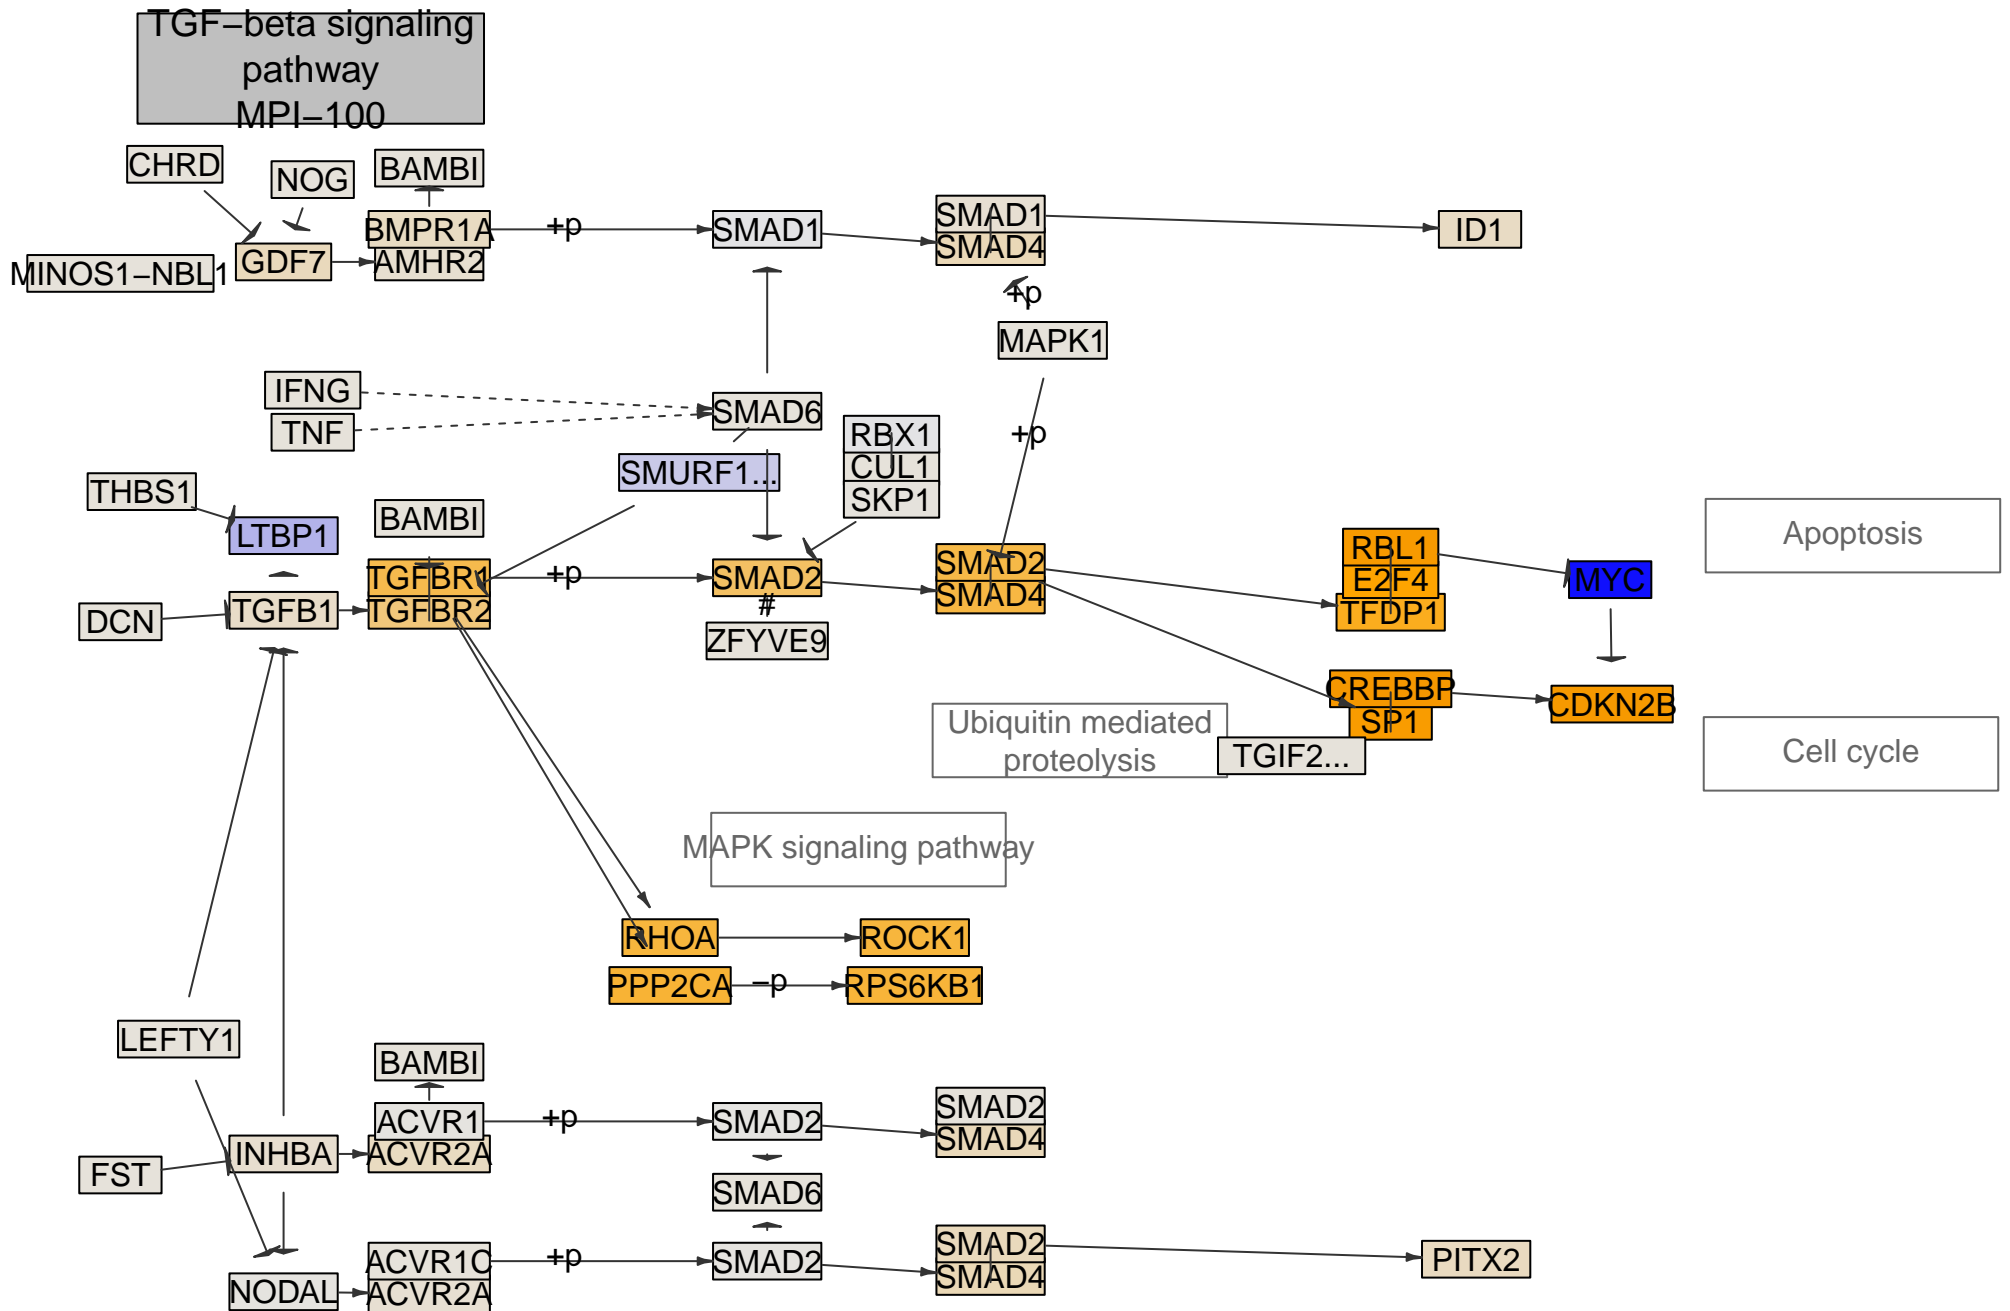 TGF−beta signaling
pathway
MPI−100
CHRD
NOG
BAMBI
BMPR1A
+p
SMAD1
SMAD1
SMAD4
ID1
MINOS1−NBL1
GDF7
AMHR2
+p
MAPK1
IFNG
TNF
SMAD6
+p
RBX1
CUL1
SKP1
SMURF1...
THBS1
LTBP1
BAMBI
Apoptosis
TGFBR1
TGFBR2
+p
SMAD2
#
ZFYVE9
SMAD2
SMAD4
RBL1
E2F4
TFDP1
MYC
DCN
TGFB1
CREBBP
SP1
CDKN2B
Ubiquitin mediated
proteolysis
TGIF2...
Cell cycle
MAPK signaling pathway
RHOA
ROCK1
PPP2CA
−p
RPS6KB1
LEFTY1
BAMBI
ACVR1
ACVR2A
+p
SMAD2
SMAD2
SMAD4
INHBA
FST
SMAD6
ACVR1C
ACVR2A
+p
SMAD2
SMAD2
SMAD4
PITX2
NODAL